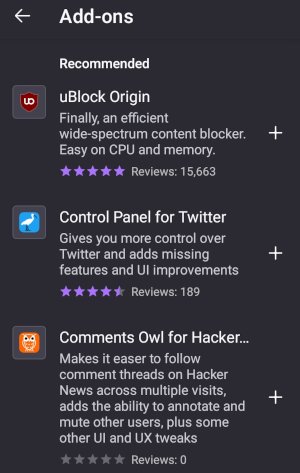 Add-ons
Recommended
uBlock Origin
Finally, an efficient
wide-spectrum content blocker.
Easy on CPU and memory.
Reviews: 15,663
Control Panel for Twitter
Gives you more control over
Twitter and adds missing
features and UI improvements
Reviews: 189
Comments Owl for Hacker...
Makes it easer to follow
comment threads on Hacker
News across multiple visits,
adds the ability to annotate and
mute other users, plus some
other UI and UX tweaks
Reviews: 0